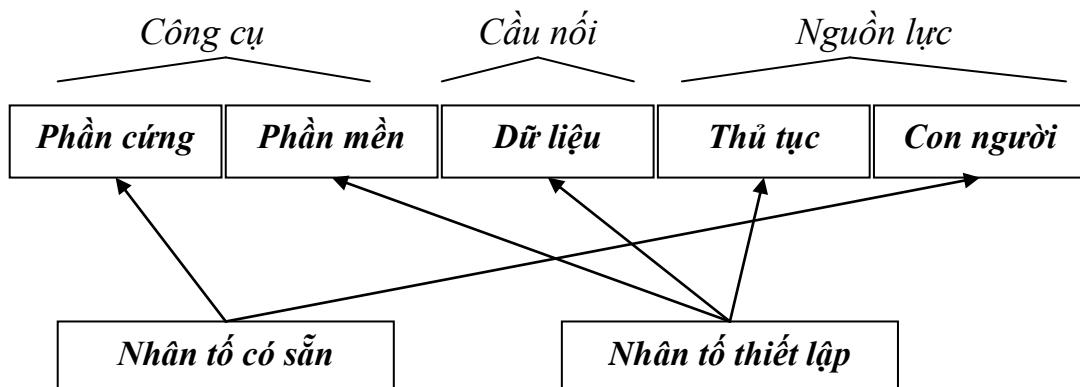 Công cụ Cầu nối Nguồn lực
Phần cứng Phần mền Dữ liệu Thủ tục Con người
Nhân tố có sẵn Nhân tố thiết lập